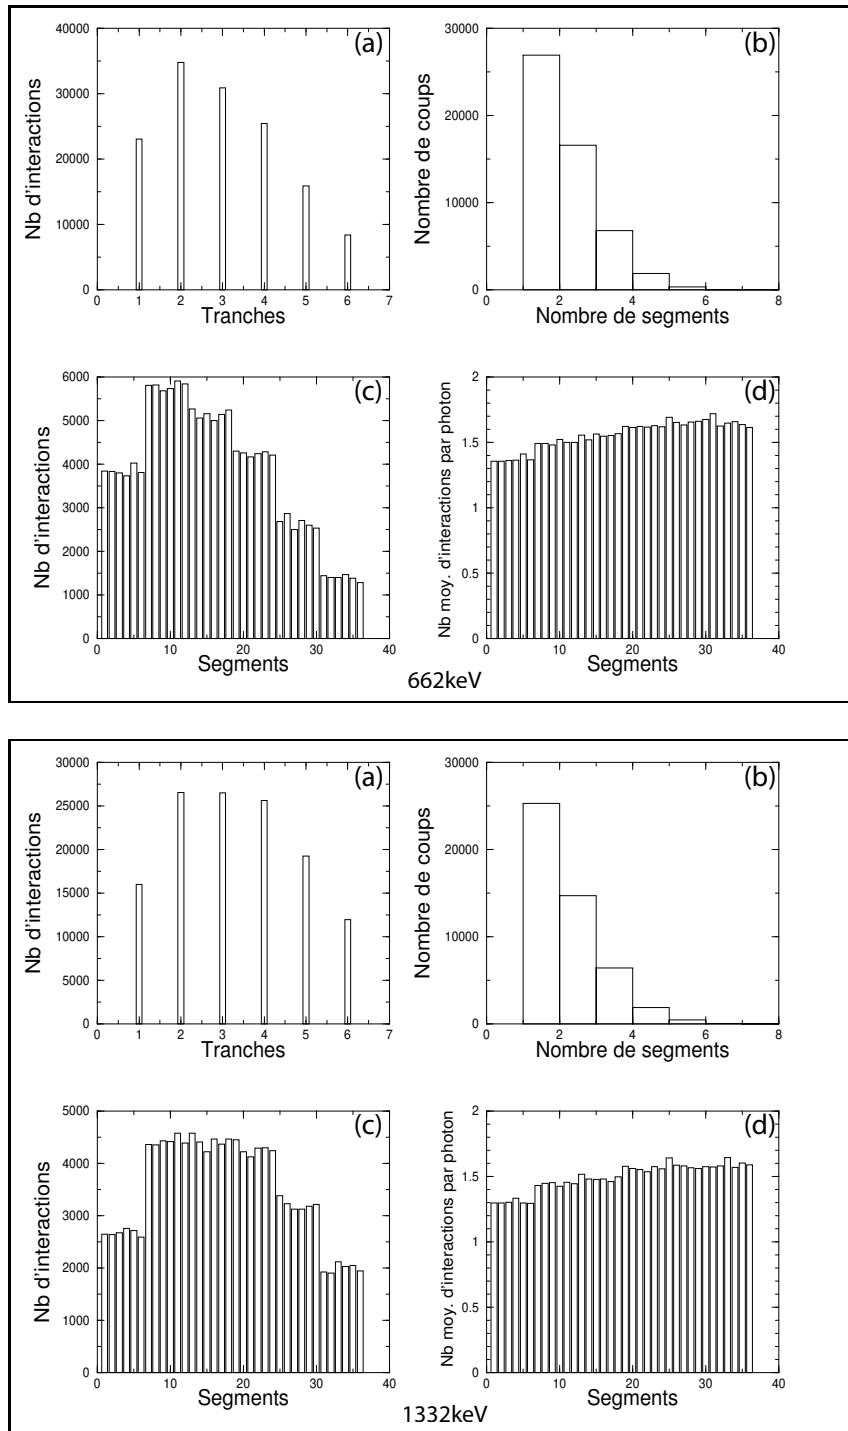 (a)
Nb d'interactions
40000
30000
20000
10000
0
0 1 2 3 4 5 6 7
Tranches
(b)
Nombre de coups
30000
20000
10000
0
0 2 4 6 8
Nombre de segments
(c)
Nb d'interactions
6000
5000
4000
3000
2000
1000
0
0 10 20 30 40
Segments
(d)
Nb moy. d'interactions par photon
2
1.5
1
0.5
0
0 10 20 30 40
Segments
662keV
(a)
Nb d'interactions
30000
25000
20000
15000
10000
5000
0
0 1 2 3 4 5 6 7
Tranches
(b)
Nombre de coups
30000
20000
10000
0
0 2 4 6 8
Nombre de segments
(c)
Nb d'interactions
5000
4000
3000
2000
1000
0
0 10 20 30 40
Segments
(d)
Nb moy. d'interactions par photon
2
1.5
1
0.5
0
0 10 20 30 40
Segments
1332keV